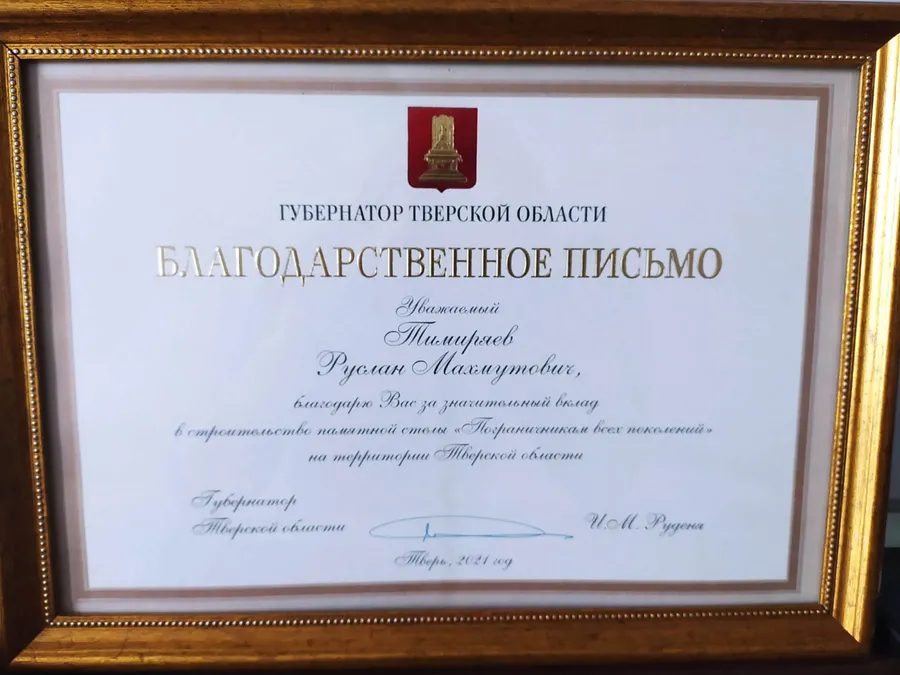 ГУБЕРНАТОР ТВЕРСКОЙ ОБЛАСТИ
БЛАГОДАРСТВЕННОЕ ПИСЬМО
Уважаемый
Тимиряев
Руслан Махмутович,
благодарю Вас за значительный вклад
в строительство памятной стелы «Пограничникам всех поколений»
на территории Тверской области
Губернатор
Тверской области
И.М. Руденя
Тверь, 2021 год